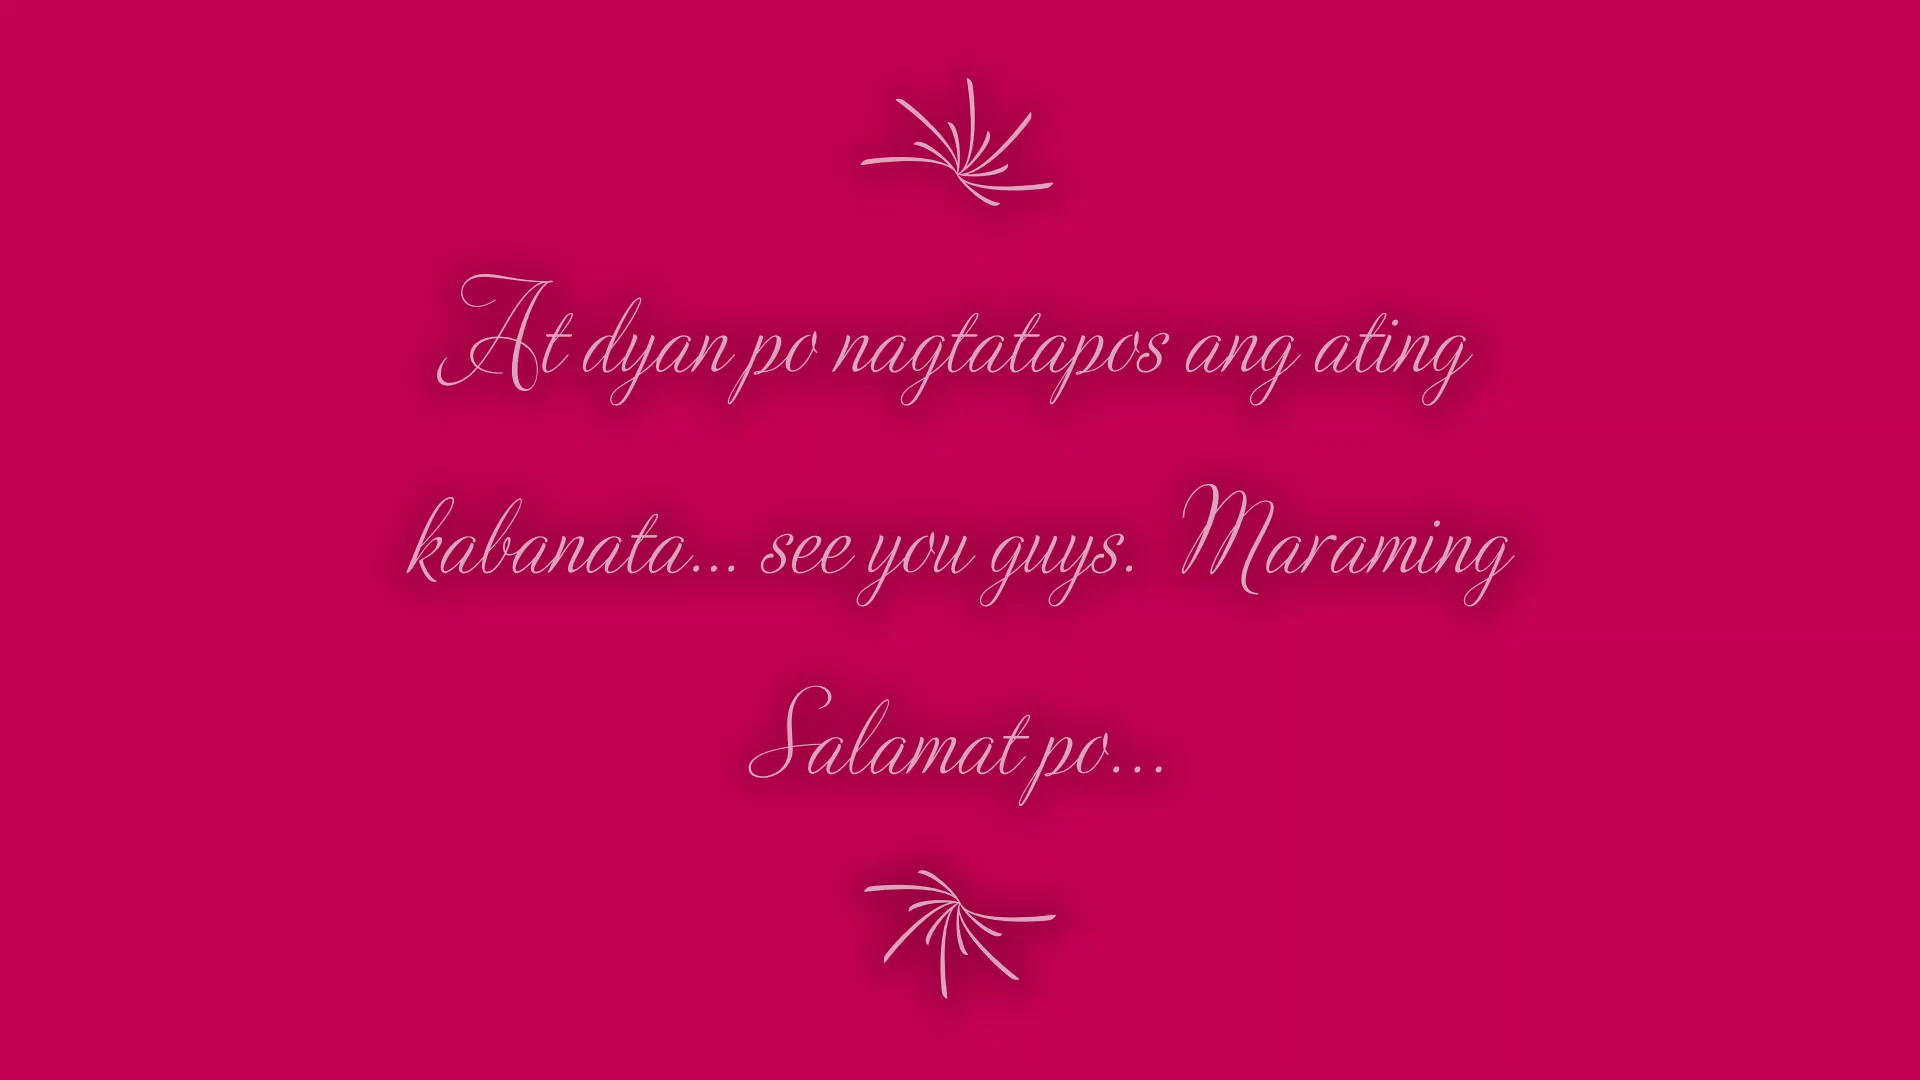 At dyan po nagtatapos ang ating
kabanata... see you guys. Maraming
Salamat po...